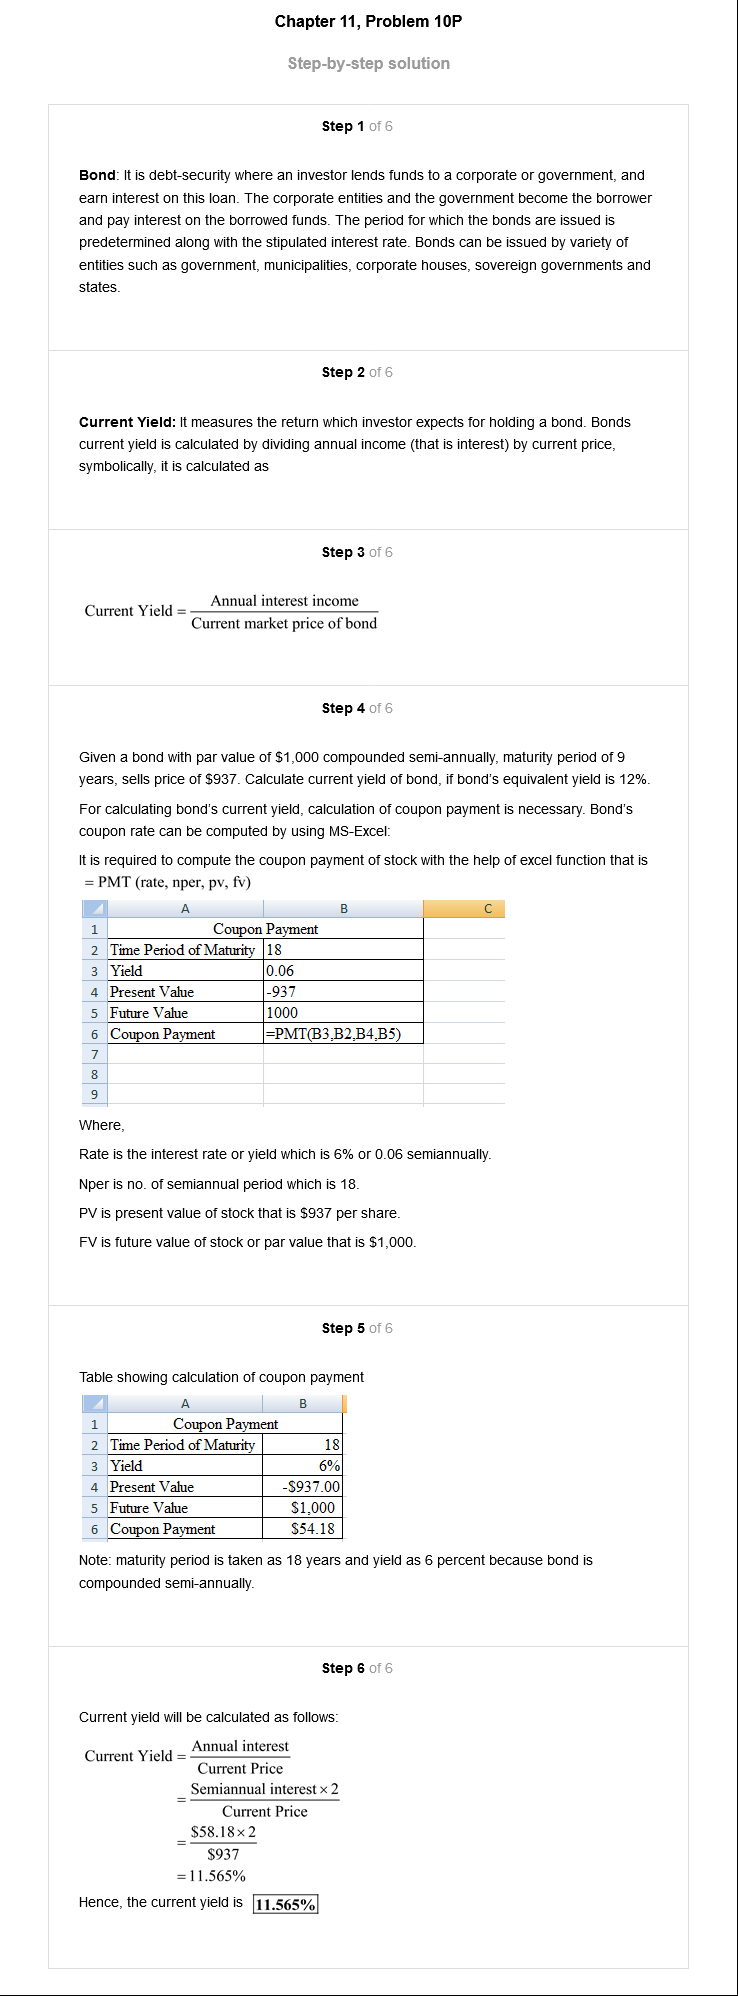 Chapter 11, Problem 10P
Step-by-step solution
Step 1 of 6
Bond: It is debt-security where an investor lends funds to a corporate or government, and
earn interest on this loan. The corporate entities and the government become the borrower
and pay interest on the borrowed funds. The period for which the bonds are issued is
predetermined along with the stipulated interest rate. Bonds can be issued by variety of
entities such as government, municipalities, corporate houses, sovereign governments and
states.
Step 2 of 6
Current Yield: It measures the return which investor expects for holding a bond. Bonds
current yield is calculated by dividing annual income (that is interest) by current price,
symbolically, it is calculated as
Step 3 of 6
Current Yield = Annual interest income
Current market price of bond
Step 4 of 6
Given a bond with par value of $1,000 compounded semi-annually, maturity period of 9
years, sells price of $937. Calculate current yield of bond, if bond's equivalent yield is 12%.
For calculating bond's current yield, calculation of coupon payment is necessary. Bond's
coupon rate can be computed by using MS-Excel:
It is required to compute the coupon payment of stock with the help of excel function that is
= PMT (rate, nper, pv, fv)
A B C
1 Coupon Payment
2 Time Period of Maturity 18
3 Yield 0.06
4 Present Value -937
5 Future Value 1000
6 Coupon Payment =PMT(B3,B2,B4,B5)
7
8
9
Where,
Rate is the interest rate or yield which is 6% or 0.06 semiannually.
Nper is no. of semiannual period which is 18.
PV is present value of stock that is $937 per share.
FV is future value of stock or par value that is $1,000.
Step 5 of 6
Table showing calculation of coupon payment
A B
1 Coupon Payment
2 Time Period of Maturity 18
3 Yield 6%
4 Present Value -$937.00
5 Future Value $1,000
6 Coupon Payment $54.18
Note: maturity period is taken as 18 years and yield as 6 percent because bond is
compounded semi-annually.
Step 6 of 6
Current yield will be calculated as follows:
Current Yield = Annual interest
Current Price
= Semiannual interest × 2
Current Price
= $58.18 × 2
$937
= 11.565%
Hence, the current yield is 11.565%